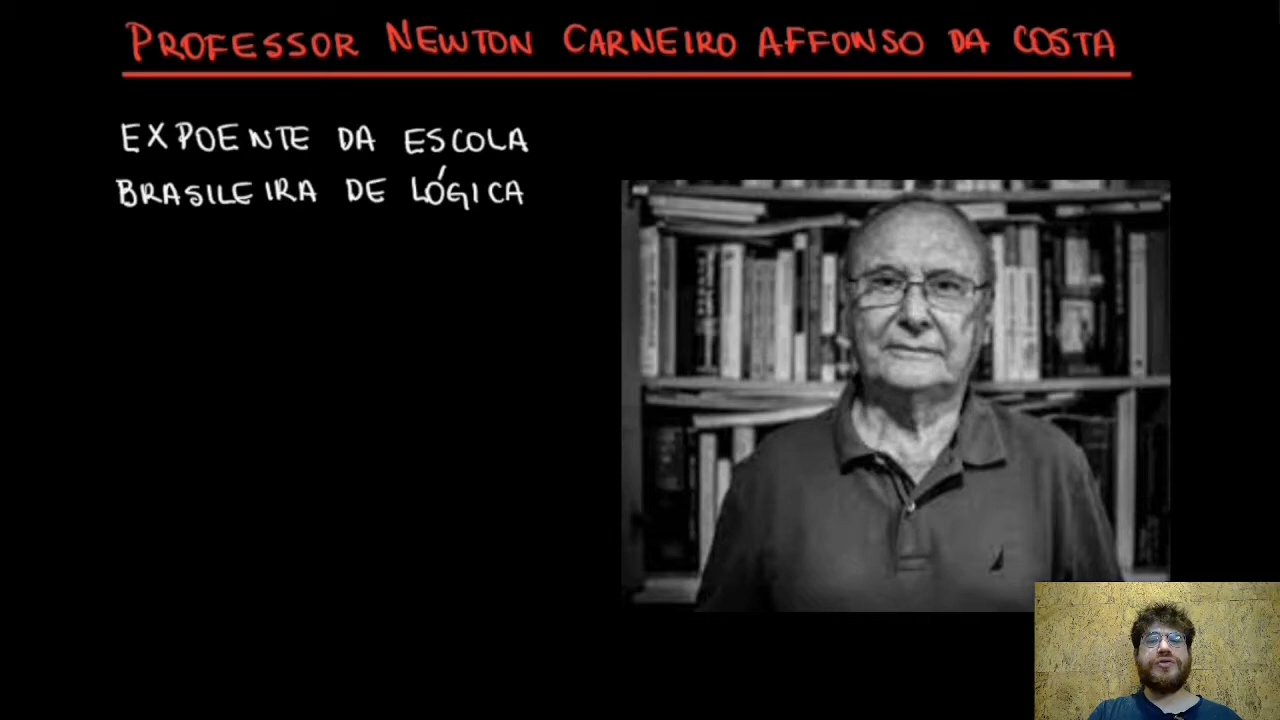 PROFESSOR NEWTON CARNEIRO AFFONSO DA COSTA
EXPOENTE DA ESCOLA
BRASILEIRA DE LÓGICA